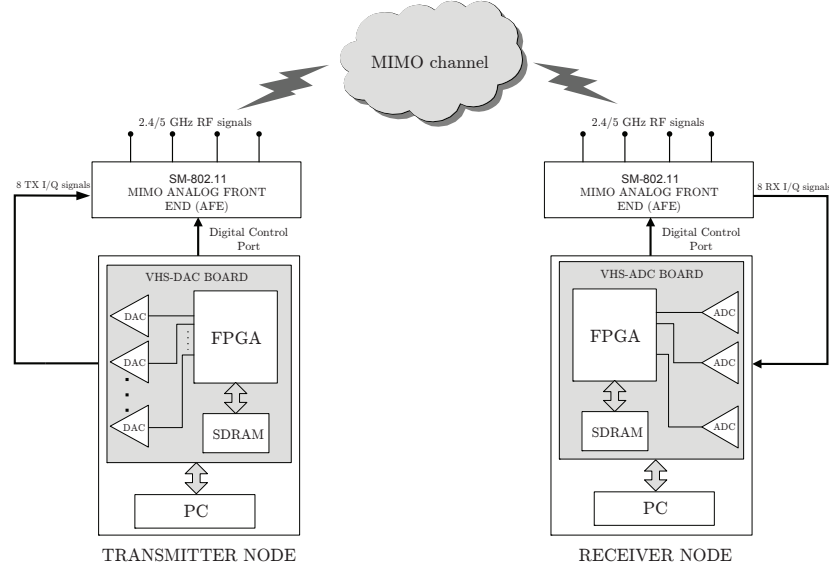 MIMO channel
2.4/5 GHz RF signals
SM-802.11
MIMO ANALOG FRONT
END (AFE)
8 TX I/Q signals
Digital Control
Port
VHS-DAC BOARD
DAC
DAC
DAC
FPGA
SDRAM
PC
TRANSMITTER NODE
2.4/5 GHz RF signals
SM-802.11
MIMO ANALOG FRONT
END (AFE)
8 RX I/Q signals
Digital Control
Port
VHS-ADC BOARD
FPGA
ADC
ADC
ADC
SDRAM
PC
RECEIVER NODE